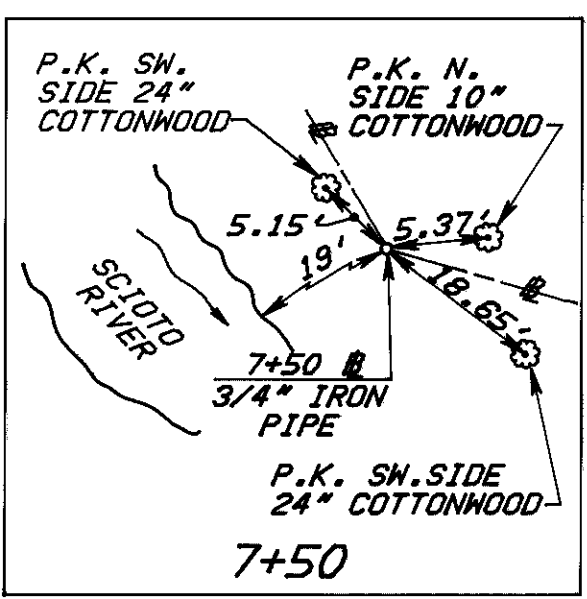 P.K. SW.
SIDE 24"
COTTONWOOD
P.K. N.
SIDE 10"
COTTONWOOD
5.15'
5.37'
19'
18.65'
SCIOTO
RIVER
7+50 ⅊
3/4" IRON
PIPE
P.K. SW.SIDE
24" COTTONWOOD
7+50